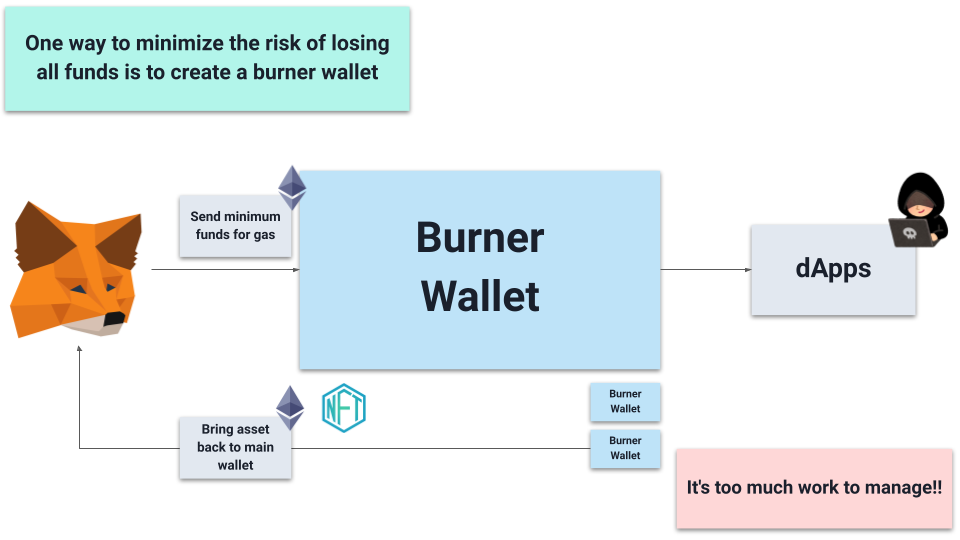 One way to minimize the risk of losing
all funds is to create a burner wallet
Send minimum
funds for gas
Burner
Wallet
dApps
Bring asset
back to main
wallet
NFT
Burner
Wallet
Burner
Wallet
It's too much work to manage!!